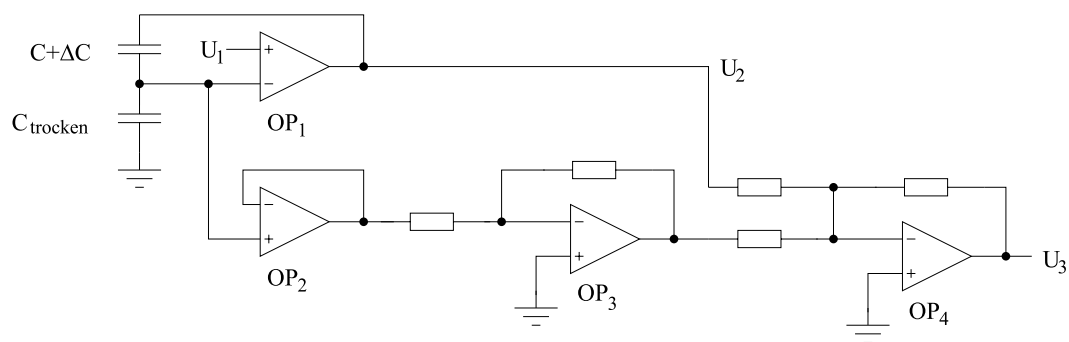 C+ΔC
U1
+
−
OP1
U2
Ctrocken
−
+
OP2
−
+
OP3
−
+
OP4
U3